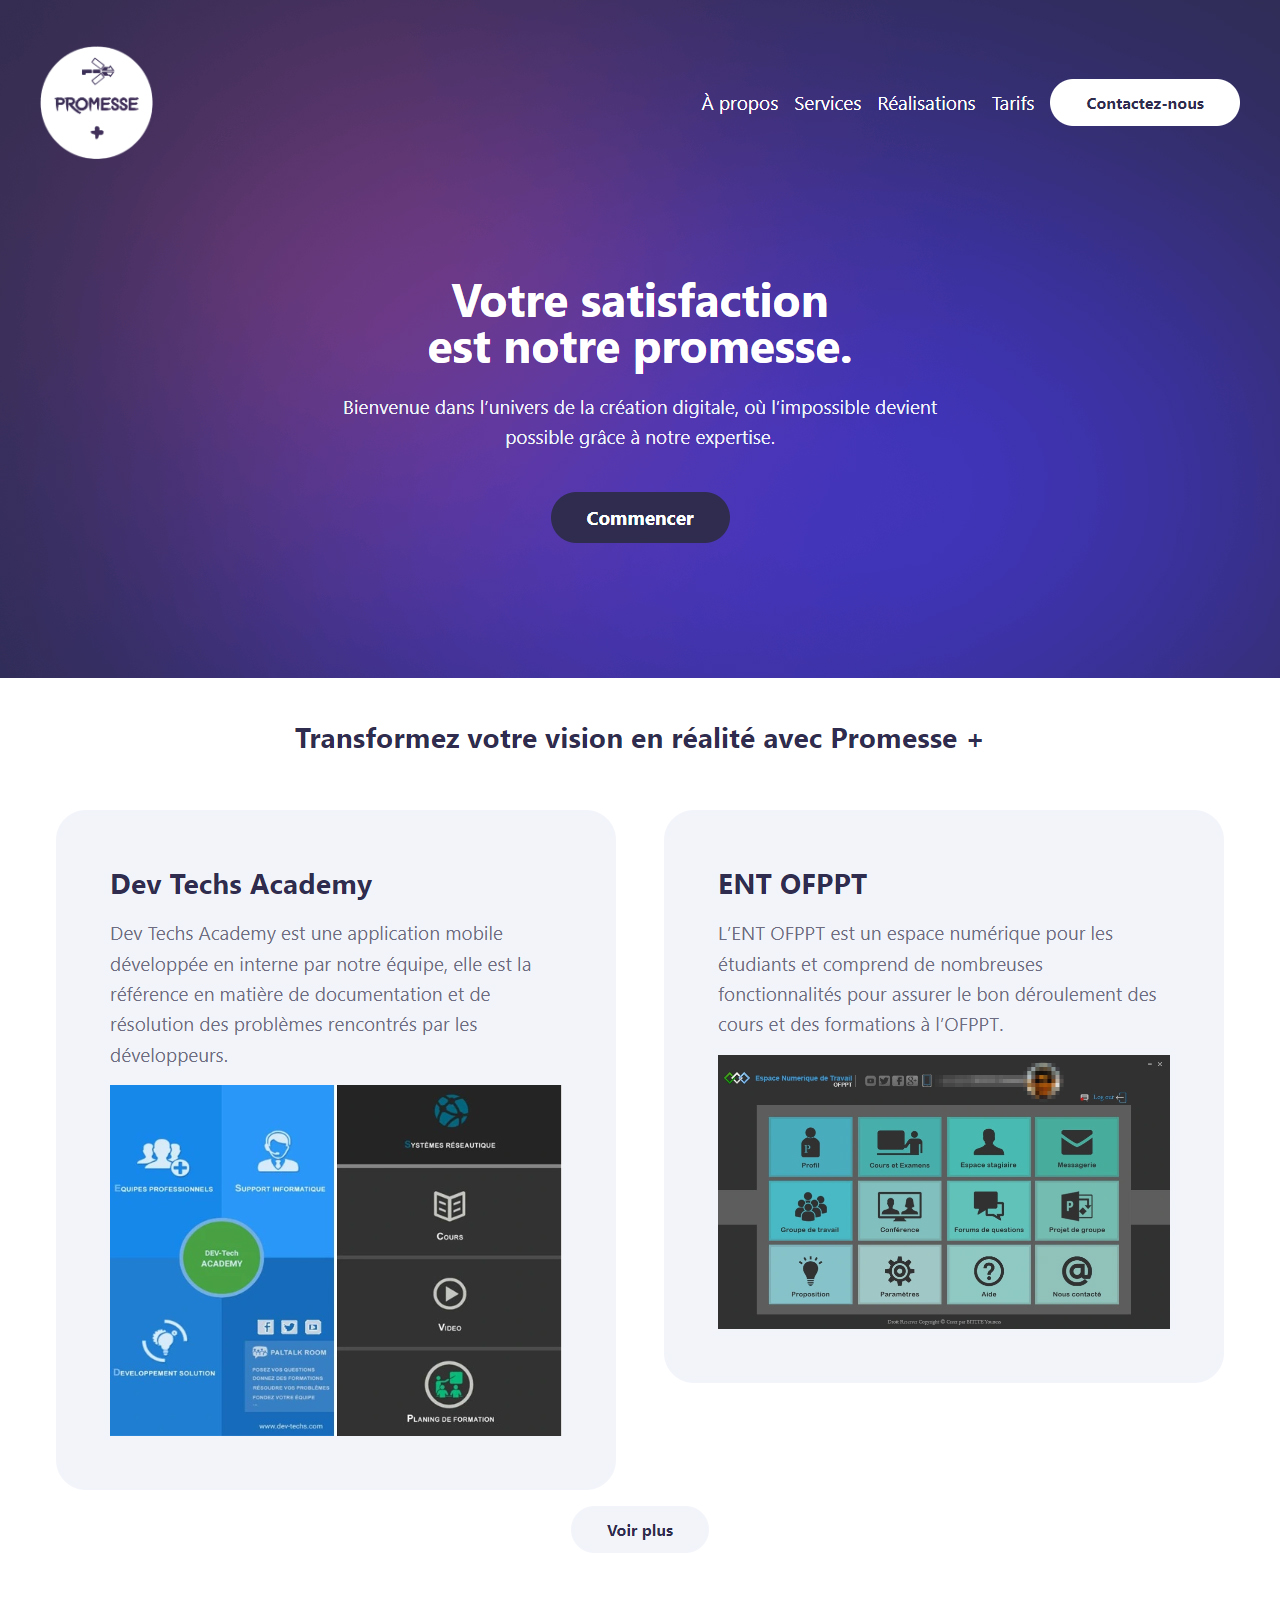 PROMESSE
+
À propos
Services
Réalisations
Tarifs
Contactez-nous
Votre satisfaction
est notre promesse.
Bienvenue dans l’univers de la création digitale, où l’impossible devient
possible grâce à notre expertise.
Commencer
Transformez votre vision en réalité avec Promesse +
Dev Techs Academy
Dev Techs Academy est une application mobile
développée en interne par notre équipe, elle est la
référence en matière de documentation et de
résolution des problèmes rencontrés par les
développeurs.
EQUIPES PROFESSIONNELS
SUPPORT INFORMATIQUE
DEV-Tech
ACADEMY
DEVELOPPEMENT SOLUTION
PALTALK ROOM
POSEZ VOS QUESTIONS
DONNEZ DES FORMATIONS
RÉSOUDRE VOS PROBLÈMES
FONDEZ VOTRE ÉQUIPE
...
www.dev-techs.com
SYSTÈMES RÉSEAUTIQUE
COURS
VIDEO
PLANING DE FORMATION
ENT OFPPT
L’ENT OFPPT est un espace numérique pour les
étudiants et comprend de nombreuses
fonctionnalités pour assurer le bon déroulement des
cours et des formations à l’OFPPT.
Espace Numerique de Travail
OFPPT
Log out
Profil
Cours et Examens
Espace stagiaire
Messagerie
Groupe de travail
Conférence
Forums de questions
Projet de groupe
Proposition
Paramètres
Aide
Nous contacté
Voir plus